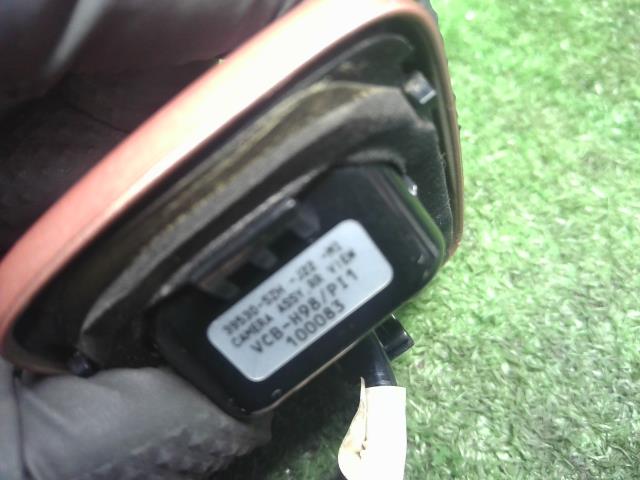 39530-SZH -J22 -M1
CAMERA ASSY RR VIEW
VCB-H98/PI1
100083